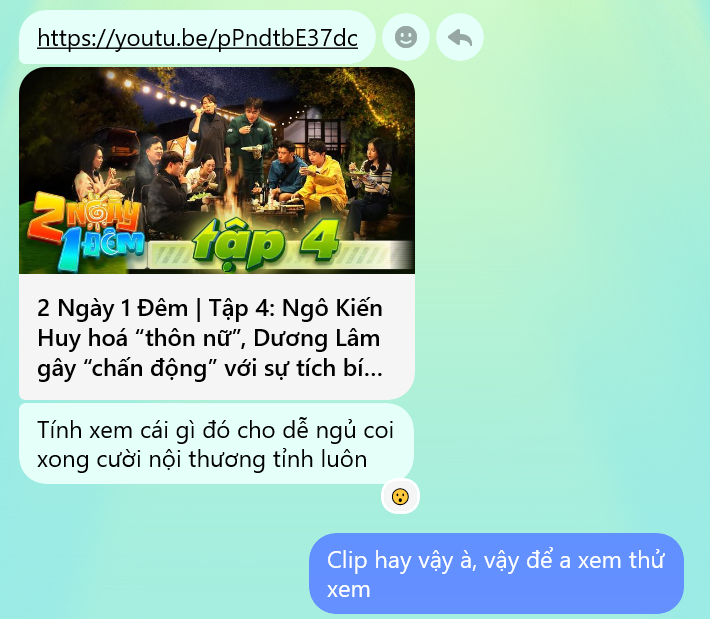 https://youtu.be/pPndtbE37dc
2 NGÀY
1 ĐÊM
tập 4
2 Ngày 1 Đêm | Tập 4: Ngô Kiến
Huy hoá “thôn nữ”, Dương Lâm
gây “chấn động” với sự tích bí...
Tính xem cái gì đó cho dễ ngủ coi
xong cười nội thương tỉnh luôn
Clip hay vậy à, vậy để a xem thử
xem